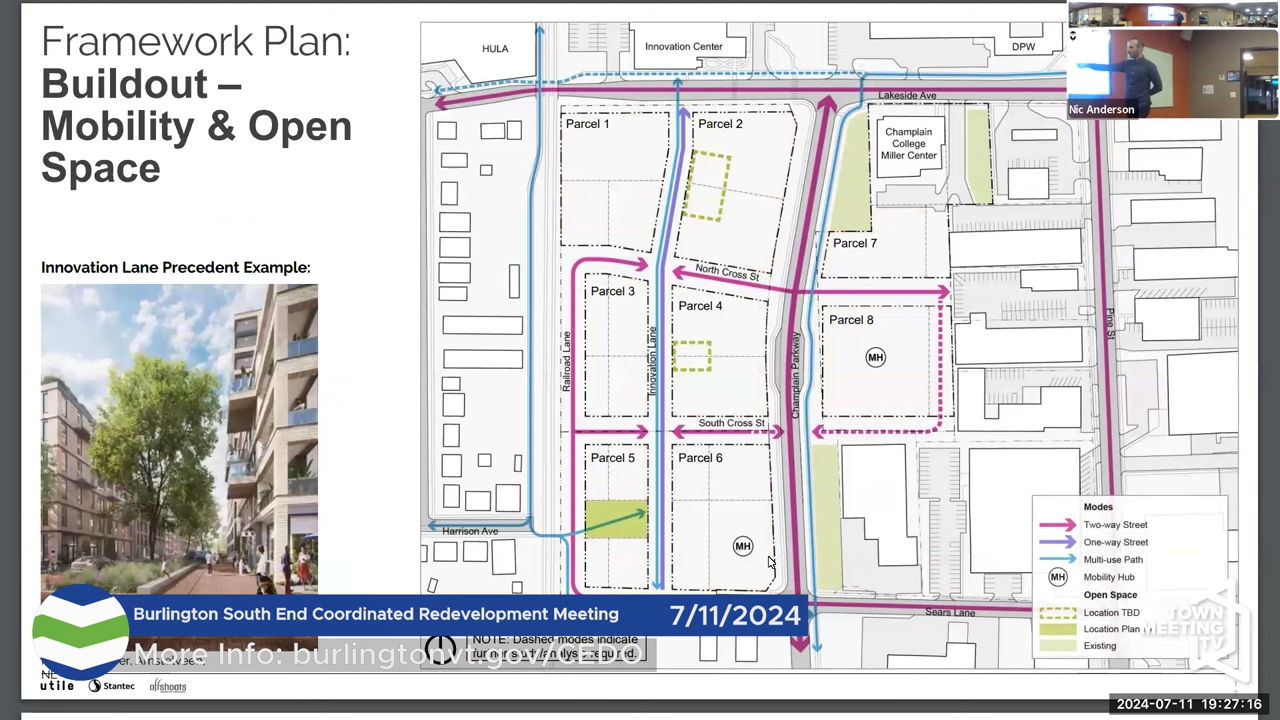 Framework Plan:
Buildout –
Mobility & Open
Space
Innovation Lane Precedent Example:
HULA
Innovation Center
DPW
Lakeside Ave
Parcel 1
Parcel 2
Champlain
College
Miller Center
Parcel 7
North Cross St
Parcel 3
Parcel 4
Parcel 8
MH
Railroad Lane
Innovation Lane
Champlain Parkway
Pine St
South Cross St
Parcel 5
Parcel 6
MH
Harrison Ave
Sears Lane
Modes
Two-way Street
One-way Street
Multi-use Path
MH Mobility Hub
Open Space
Location TBD
Location Plan
Existing
NOTE: Dashed modes indicate
further study/analysis required.
Nic Anderson
Burlington South End Coordinated Redevelopment Meeting 7/11/2024
More Info: burlingtonvt.gov/CEDO
TOWN
MEETING
TV
utile Stantec offshoots
2024-07-11 19:27:16